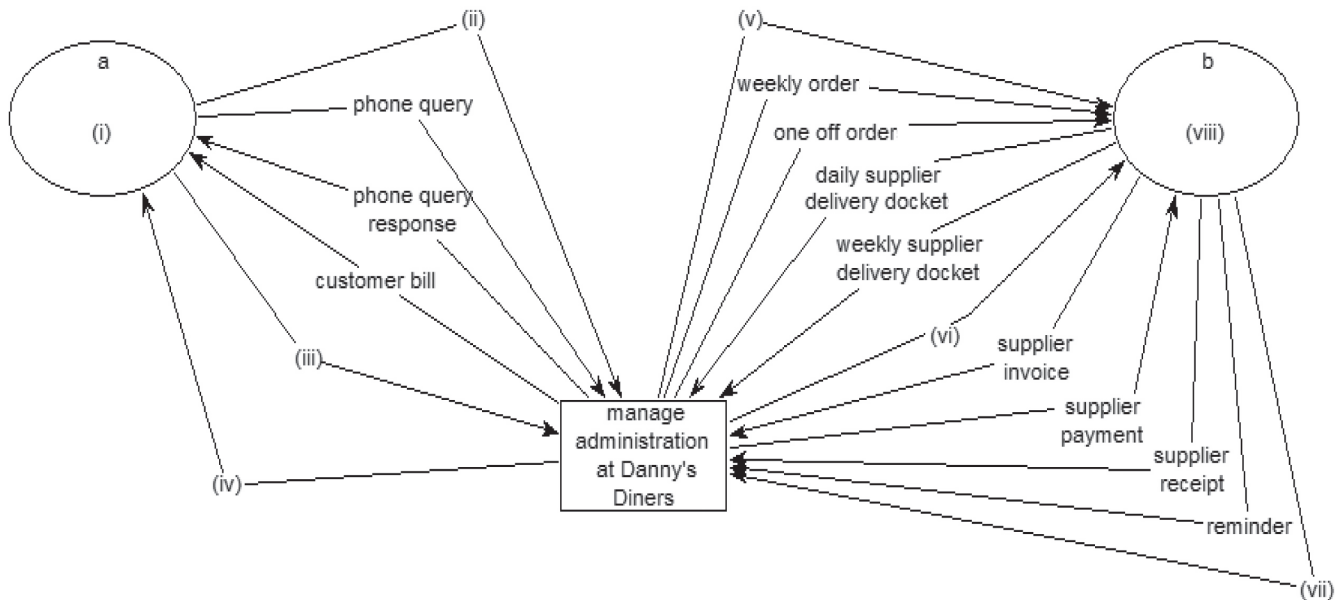 (ii)
(v)
a
(i)
b
(viii)
phone query
phone query
response
customer bill
(iii)
(iv)
weekly order
one off order
daily supplier
delivery docket
weekly supplier
delivery docket
(vi)
supplier
invoice
supplier
payment
supplier
receipt
reminder
(vii)
manage
administration
at Danny's
Diners